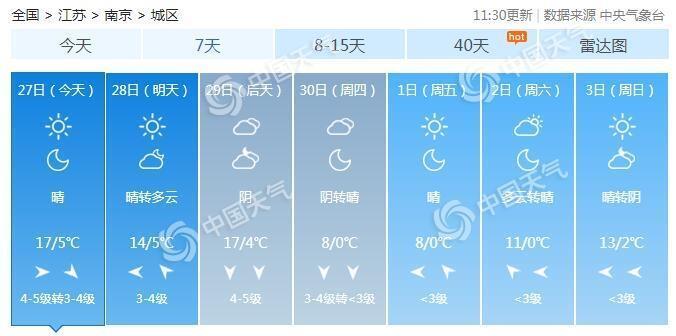 全国 > 江苏 > 南京 > 城区
11:30更新 | 数据来源 中央气象台
今天 7天 8-15天 40天 hot 雷达图
27日（今天） 28日（明天） 29日（后天） 30日（周四） 1日（周五） 2日（周六） 3日（周日）
晴 晴转多云 阴 阴转晴 晴 多云转晴 晴转阴
17/5℃ 14/5℃ 17/4℃ 8/0℃ 8/0℃ 11/0℃ 13/2℃
4-5级转3-4级 3-4级 4-5级 3-4级转<3级 <3级 <3级 <3级
中国天气
中国天气
中国天气
中国天气